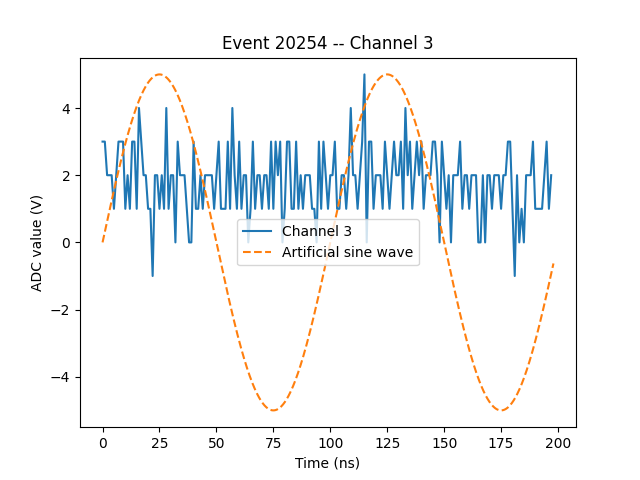 Event 20254 -- Channel 3
ADC value (V)
4
2
0
−2
−4
Channel 3
Artificial sine wave
0 25 50 75 100 125 150 175 200
Time (ns)